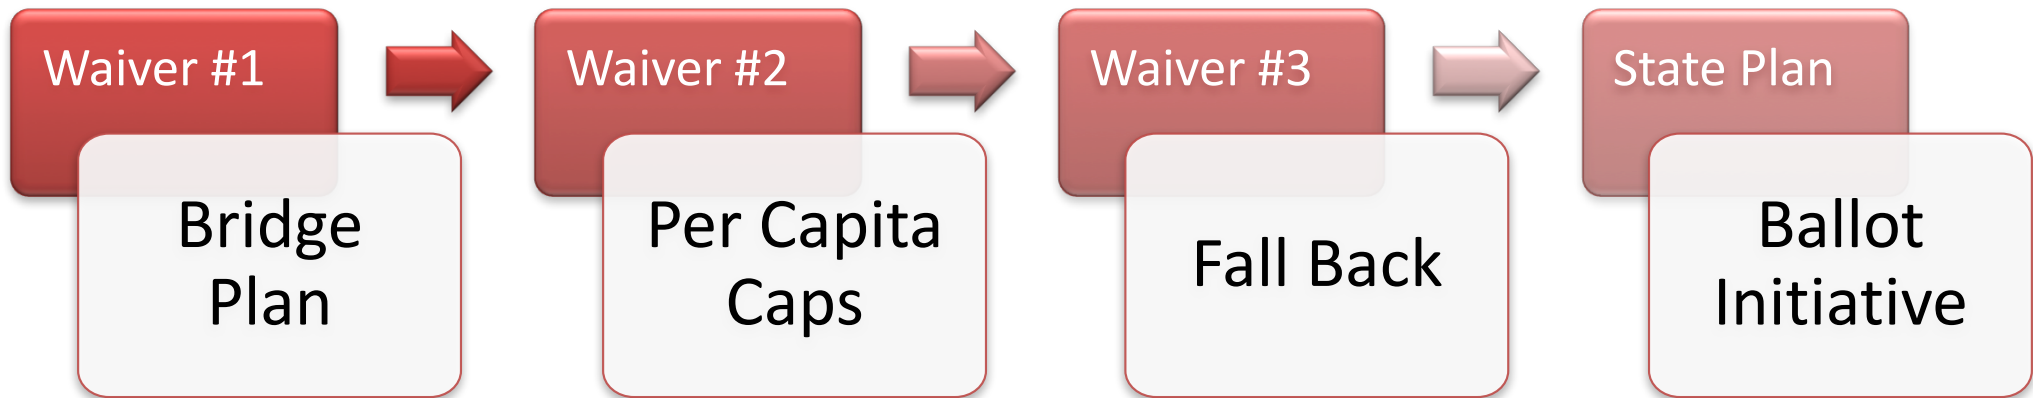 Waiver #1
Bridge
Plan
Waiver #2
Per Capita
Caps
Waiver #3
Fall Back
State Plan
Ballot
Initiative